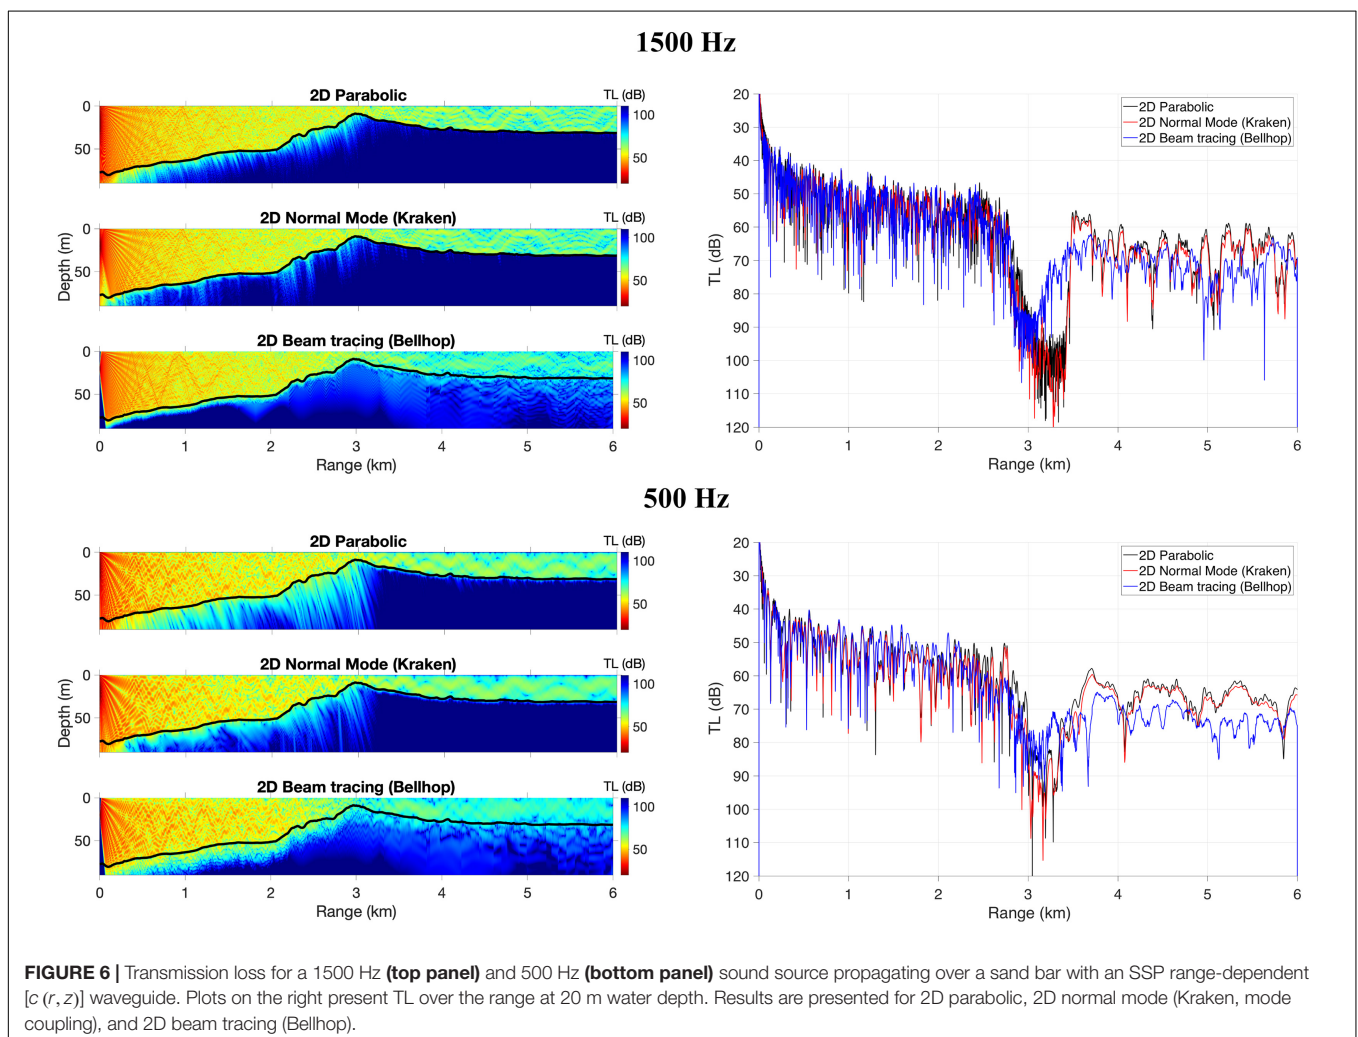 1500 Hz
2D Parabolic
TL (dB)
0
50
100
50
2D Normal Mode (Kraken)
TL (dB)
Depth (m)
0
50
100
50
2D Beam tracing (Bellhop)
TL (dB)
0
50
100
50
0 1 2 3 4 5 6
Range (km)
20
30
40
50
60
70
80
90
100
110
120
TL (dB)
2D Parabolic
2D Normal Mode (Kraken)
2D Beam tracing (Bellhop)
0 1 2 3 4 5 6
Range (km)
500 Hz
2D Parabolic
TL (dB)
0
50
100
50
2D Normal Mode (Kraken)
TL (dB)
Depth (m)
0
50
100
50
2D Beam tracing (Bellhop)
TL (dB)
0
50
100
50
0 1 2 3 4 5 6
Range (km)
20
30
40
50
60
70
80
90
100
110
120
TL (dB)
2D Parabolic
2D Normal Mode (Kraken)
2D Beam tracing (Bellhop)
0 1 2 3 4 5 6
Range (km)
FIGURE 6 | Transmission loss for a 1500 Hz (top panel) and 500 Hz (bottom panel) sound source propagating over a sand bar with an SSP range-dependent
[c (r, z)] waveguide. Plots on the right present TL over the range at 20 m water depth. Results are presented for 2D parabolic, 2D normal mode (Kraken, mode
coupling), and 2D beam tracing (Bellhop).